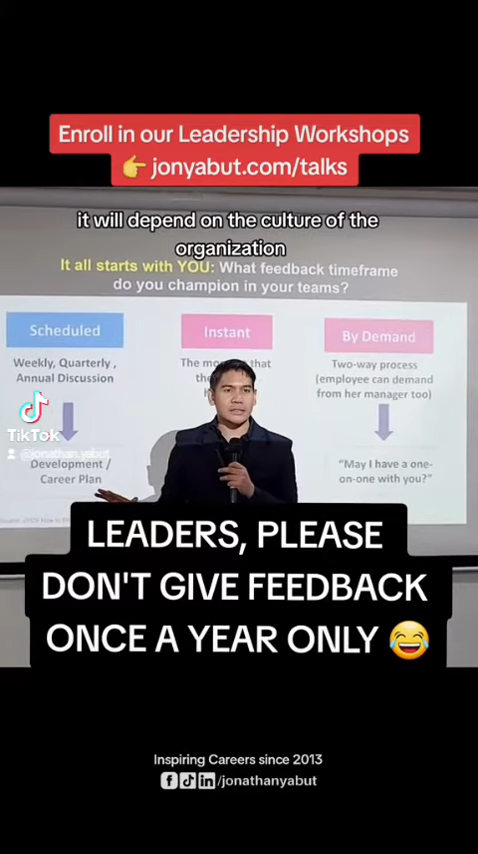 Enroll in our Leadership Workshops
👉 jonyabut.com/talks
it will depend on the culture of the
organization
It all starts with YOU: What feedback timeframe
do you champion in your teams?
Scheduled
Instant
By Demand
Weekly, Quarterly ,
Annual Discussion
The
that
Two-way process
(employee can demand
from her manager too)
TikTok
@jonathan.yabut
Development /
Career Plan
"May I have a one-
on-one with you?"
LEADERS, PLEASE
DON'T GIVE FEEDBACK
ONCE A YEAR ONLY 😂
Inspiring Careers since 2013
/jonathanyabut